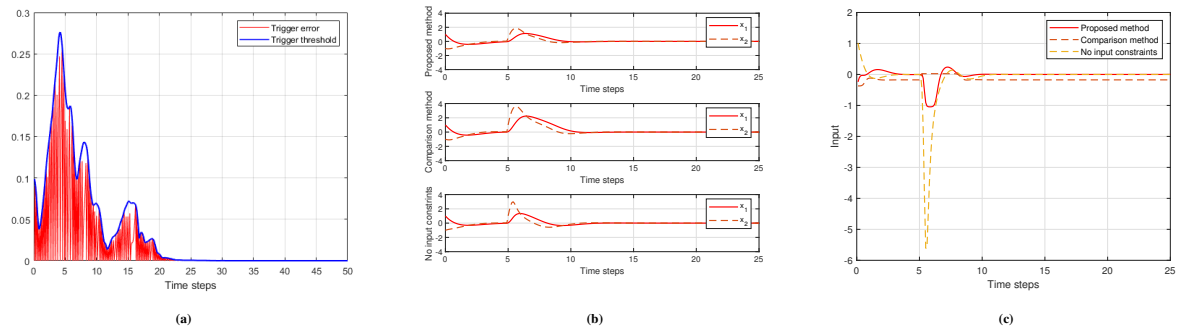 0.3
0.25
0.2
0.15
0.1
0.05
0
0 5 10 15 20 25 30 35 40 45 50
Time steps
Trigger error
Trigger threshold
(a)
Proposed method
4
2
0
-2
-4
0 5 10 15 20 25
Time steps
x1
x2
Comparison method
4
2
0
-2
-4
0 5 10 15 20 25
Time steps
x1
x2
No input constrints
4
2
0
-2
-4
0 5 10 15 20 25
Time steps
x1
x2
(b)
Input
2
1
0
-1
-2
-3
-4
-5
-6
0 5 10 15 20 25
Time steps
Proposed method
Comparison method
No input constraints
(c)